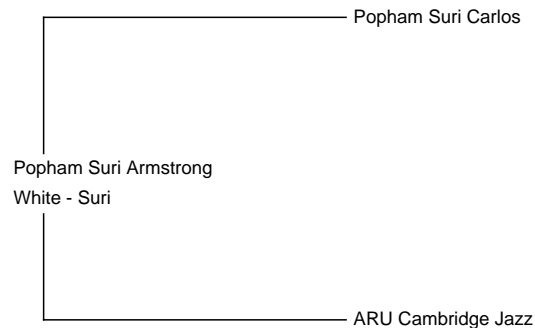 Popham Suri Carlos
Popham Suri Armstrong
White - Suri
ARU Cambridge Jazz